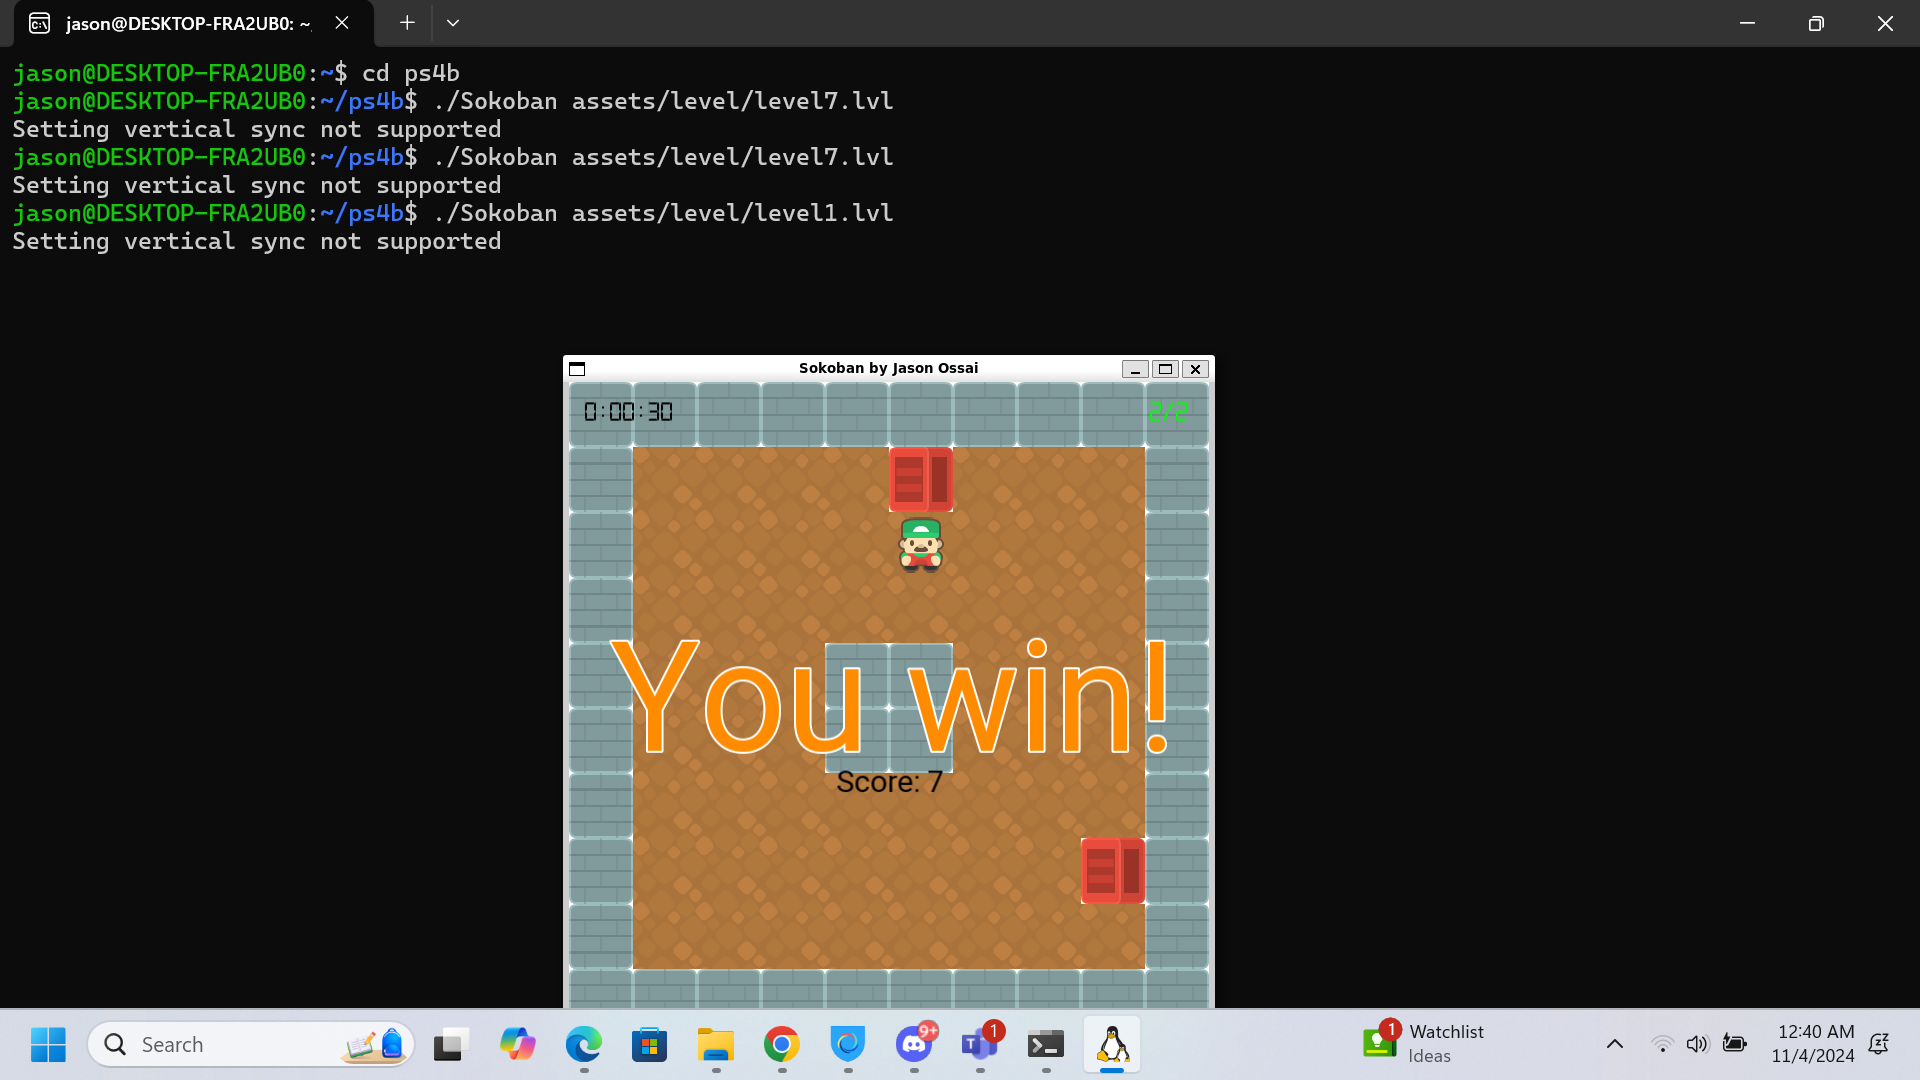 jason@DESKTOP-FRA2UB0: ~
jason@DESKTOP-FRA2UB0:~$ cd ps4b
jason@DESKTOP-FRA2UB0:~/ps4b$ ./Sokoban assets/level/level7.lvl
Setting vertical sync not supported
jason@DESKTOP-FRA2UB0:~/ps4b$ ./Sokoban assets/level/level7.lvl
Setting vertical sync not supported
jason@DESKTOP-FRA2UB0:~/ps4b$ ./Sokoban assets/level/level1.lvl
Setting vertical sync not supported
Sokoban by Jason Ossai
0:00:30
2/2
You win!
Score: 7
Search
9+
1
1
Watchlist
Ideas
12:40 AM
11/4/2024